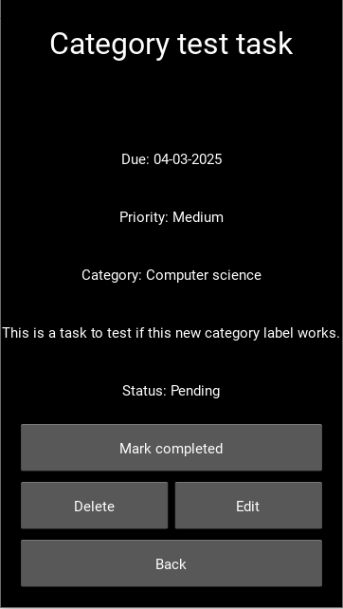 Category test task
Due: 04-03-2025
Priority: Medium
Category: Computer science
This is a task to test if this new category label works.
Status: Pending
Mark completed
Delete
Edit
Back